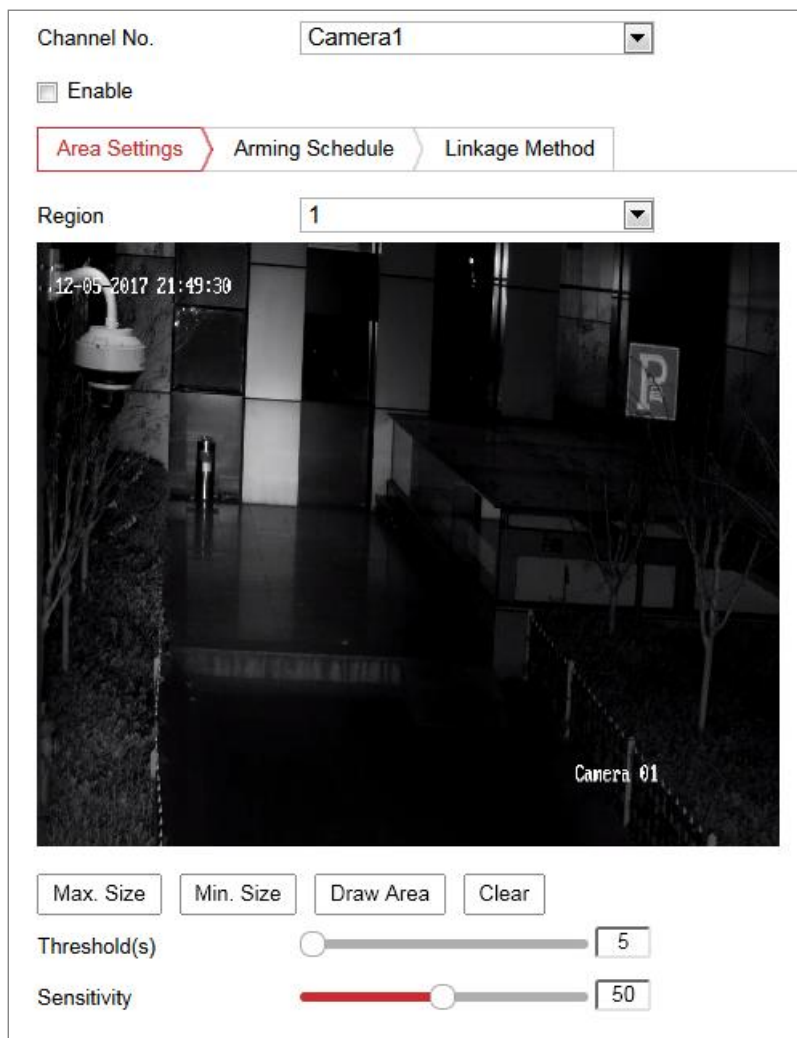 Channel No. Camera1
Enable
Area Settings Arming Schedule Linkage Method
Region 1
12-05-2017 21:49:30
P
Camera 01
Max. Size Min. Size Draw Area Clear
Threshold(s) 5
Sensitivity 50